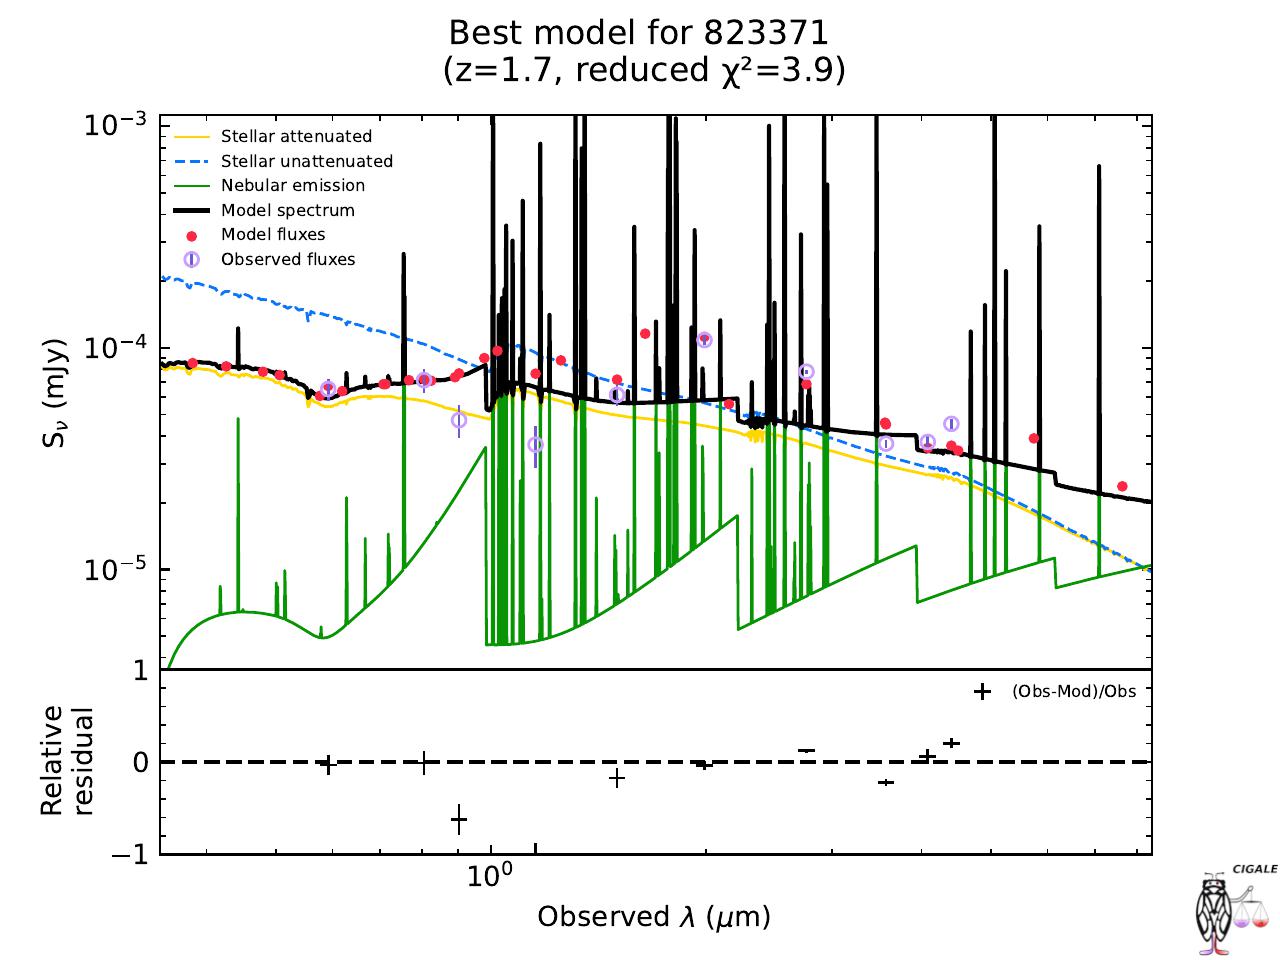 Best model for 823371
(z=1.7, reduced χ²=3.9)
10⁻³
10⁻⁴
10⁻⁵
Sν (mJy)
Stellar attenuated
Stellar unattenuated
Nebular emission
Model spectrum
Model fluxes
Observed fluxes
1
0
−1
Relative
residual
(Obs-Mod)/Obs
10⁰
Observed λ (μm)
CIGALE